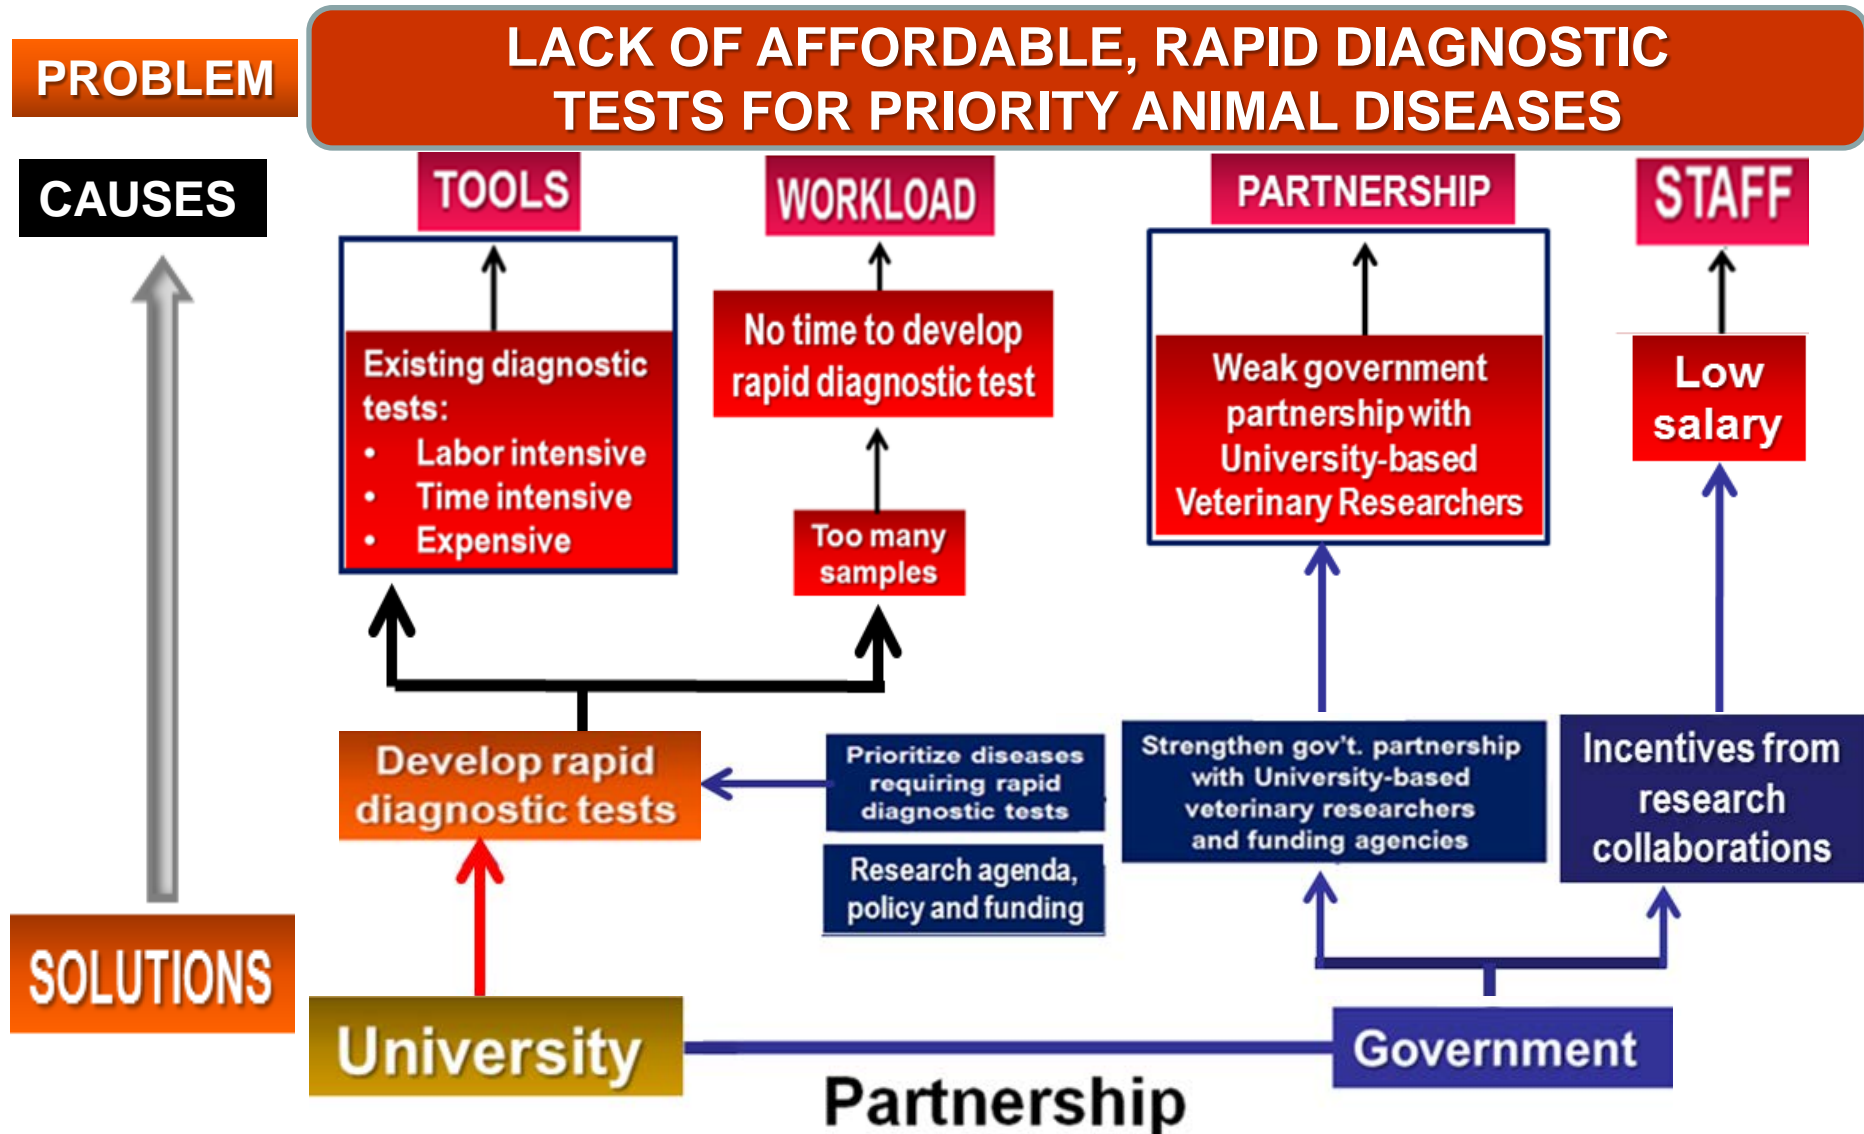 PROBLEM
LACK OF AFFORDABLE, RAPID DIAGNOSTIC
TESTS FOR PRIORITY ANIMAL DISEASES
CAUSES
TOOLS
WORKLOAD
PARTNERSHIP
STAFF
Existing diagnostic
tests:
• Labor intensive
• Time intensive
• Expensive
No time to develop
rapid diagnostic test
Too many
samples
Weak government
partnership with
University-based
Veterinary Researchers
Low
salary
Develop rapid
diagnostic tests
Prioritize diseases
requiring rapid
diagnostic tests
Research agenda,
policy and funding
Strengthen gov't. partnership
with University-based
veterinary researchers
and funding agencies
Incentives from
research
collaborations
SOLUTIONS
University
Government
Partnership